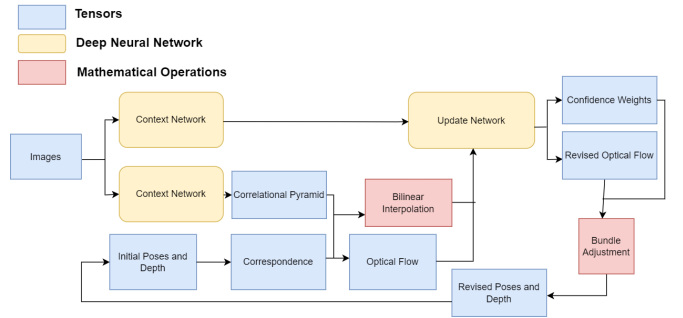 Tensors
Deep Neural Network
Mathematical Operations
Context Network
Update Network
Confidence Weights
Images
Revised Optical Flow
Context Network
Correlational Pyramid
Bilinear
Interpolation
Initial Poses and
Depth
Correspondence
Optical Flow
Bundle
Adjustment
Revised Poses and
Depth